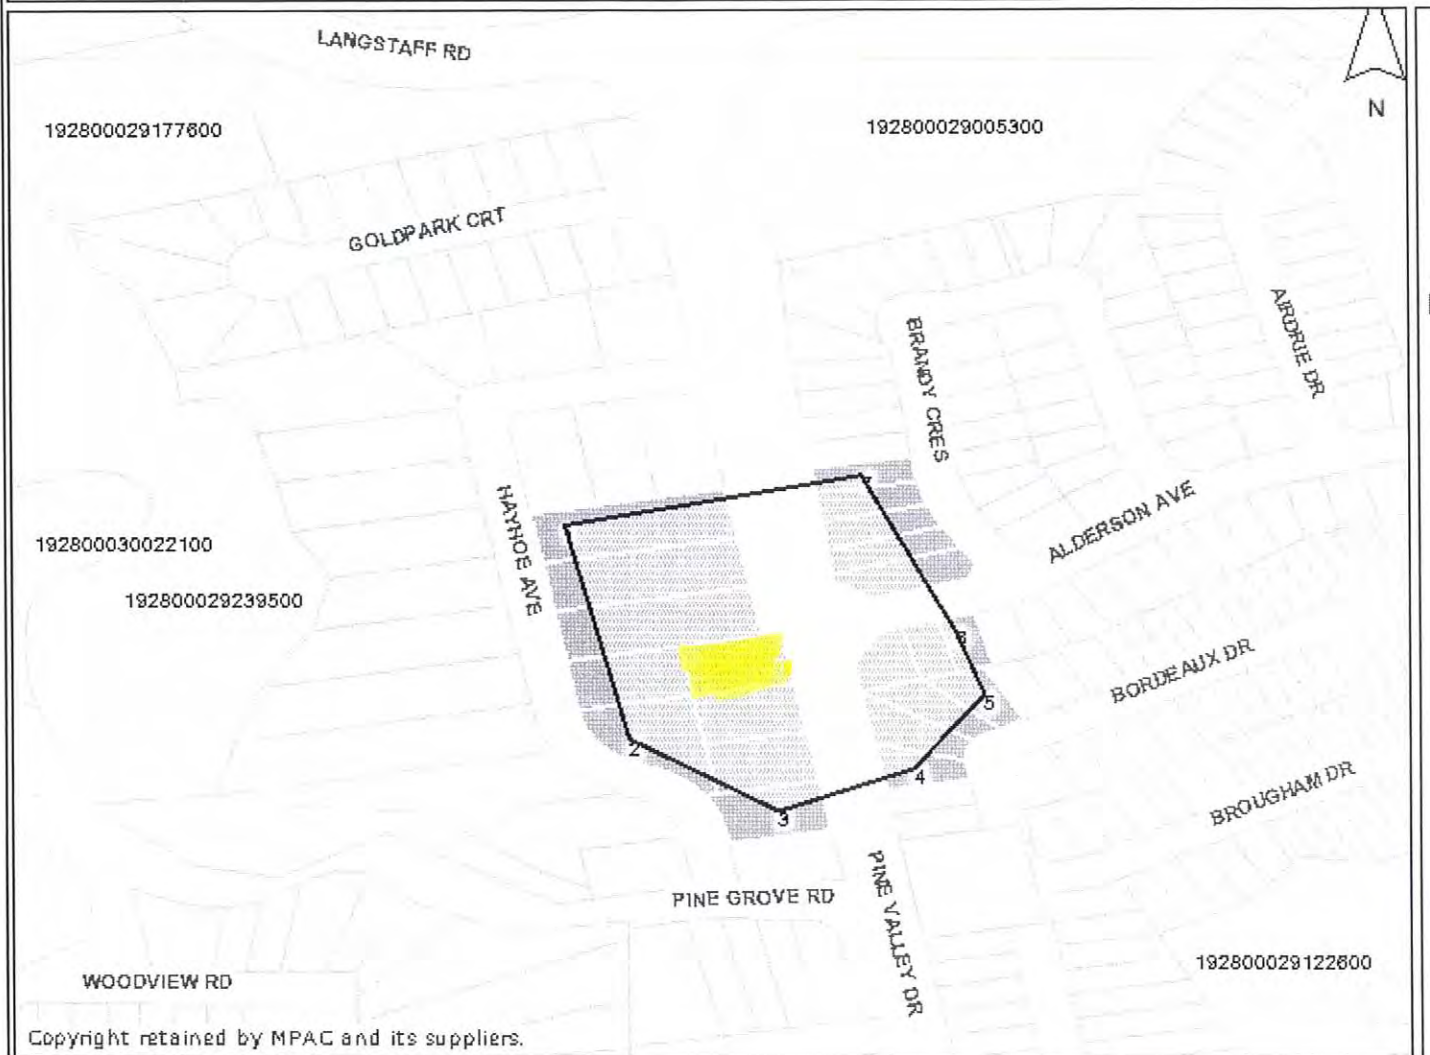 LANGSTAFF RD
N
192800029177600
192800029005300
GOLDPARK CRT
AIRDRIE DR
BRANDY CRES
7
HAYHOE AVE
ALDERSON AVE
192800030022100
192800029239500
6
BORDEAUX DR
5
2
4
3
BROUGHAM DR
PINE GROVE RD
PINE VALLEY DR
192800029122600
WOODVIEW RD
Copyright retained by MPAC and its suppliers.